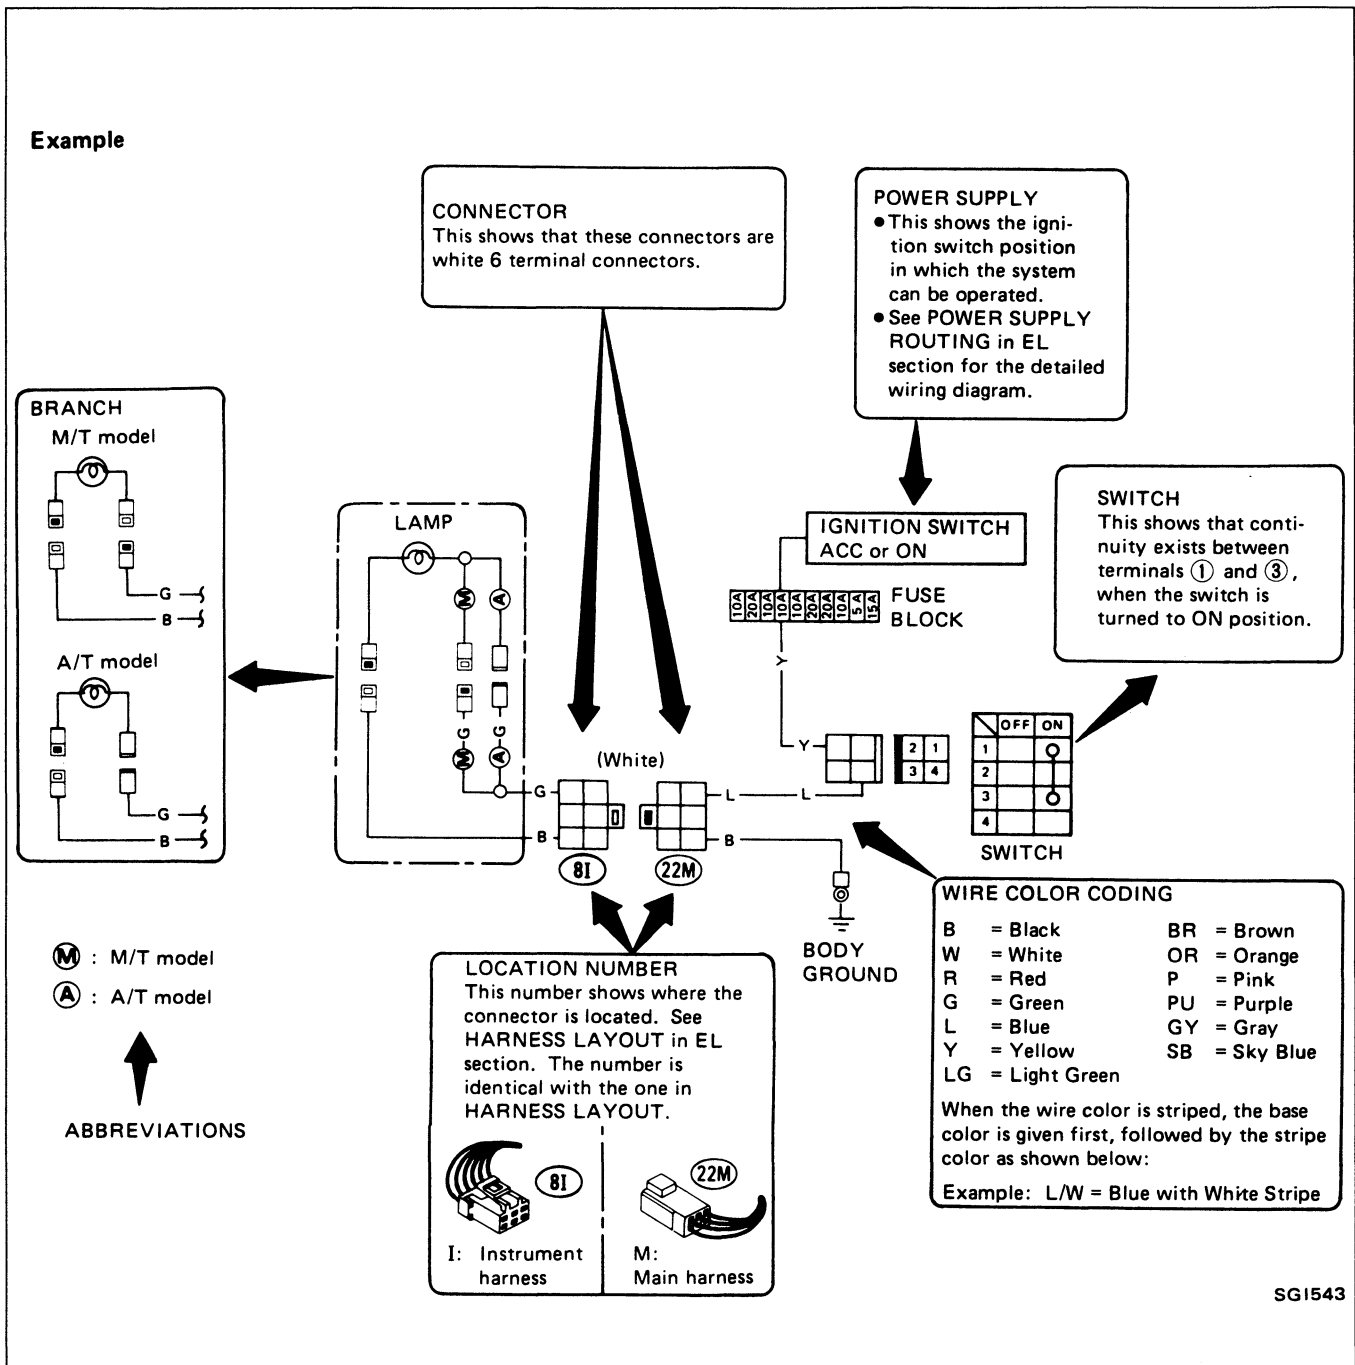 Example
CONNECTOR
This shows that these connectors are
white 6 terminal connectors.
POWER SUPPLY
●This shows the igni-
tion switch position
in which the system
can be operated.
●See POWER SUPPLY
ROUTING in EL
section for the detailed
wiring diagram.
BRANCH
M/T model
G
B
A/T model
G
B
LAMP
M
A
G
G
M
A
G
B
IGNITION SWITCH
ACC or ON
10A 20A 10A 10A 10A 20A 20A 10A 5A 15A
FUSE
BLOCK
Y
SWITCH
This shows that conti-
nuity exists between
terminals ① and ③,
when the switch is
turned to ON position.
(White)
8I
22M
L
L
B
Y
2 1
3 4
OFF ON
1
2
3
4
SWITCH
BODY
GROUND
M : M/T model
A : A/T model
ABBREVIATIONS
LOCATION NUMBER
This number shows where the
connector is located. See
HARNESS LAYOUT in EL
section. The number is
identical with the one in
HARNESS LAYOUT.
8I
I: Instrument
harness
22M
M:
Main harness
WIRE COLOR CODING
B = Black
W = White
R = Red
G = Green
L = Blue
Y = Yellow
LG = Light Green
BR = Brown
OR = Orange
P = Pink
PU = Purple
GY = Gray
SB = Sky Blue
When the wire color is striped, the base
color is given first, followed by the stripe
color as shown below:
Example: L/W = Blue with White Stripe
SGI543